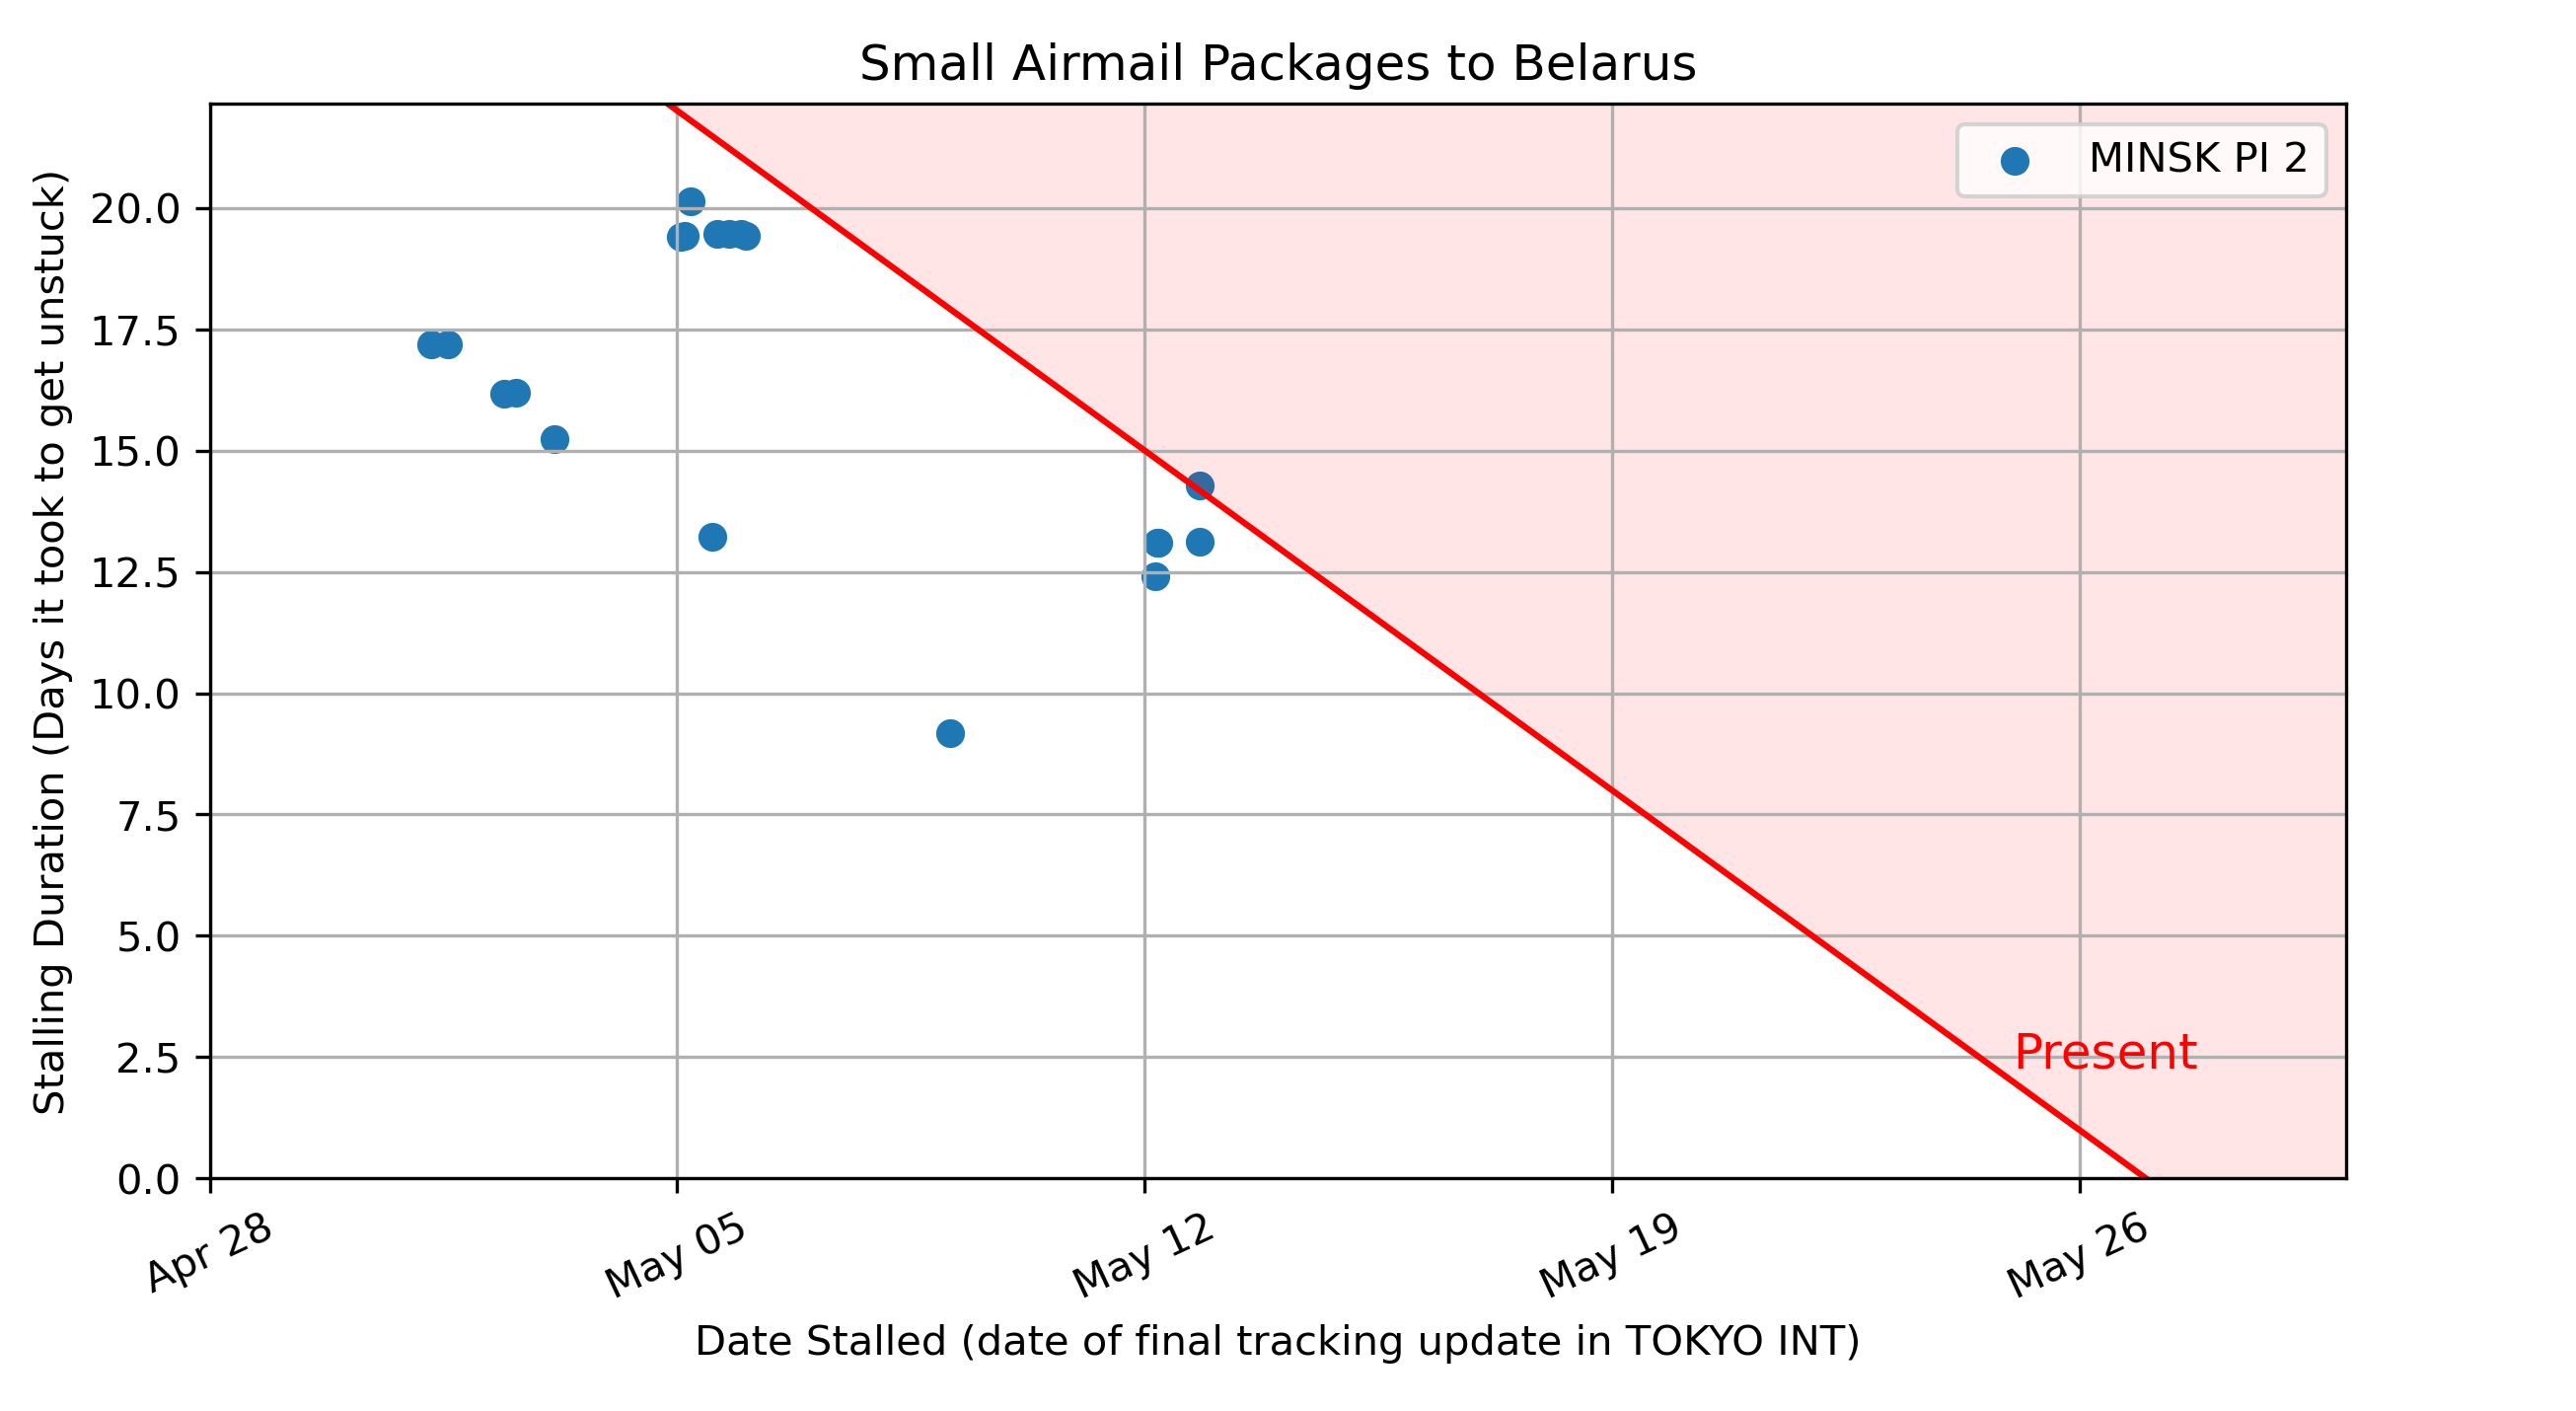 Small Airmail Packages to Belarus
MINSK PI 2
Stalling Duration (Days it took to get unstuck)
20.0
17.5
15.0
12.5
10.0
7.5
5.0
2.5
0.0
Present
Apr 28
May 05
May 12
May 19
May 26
Date Stalled (date of final tracking update in TOKYO INT)